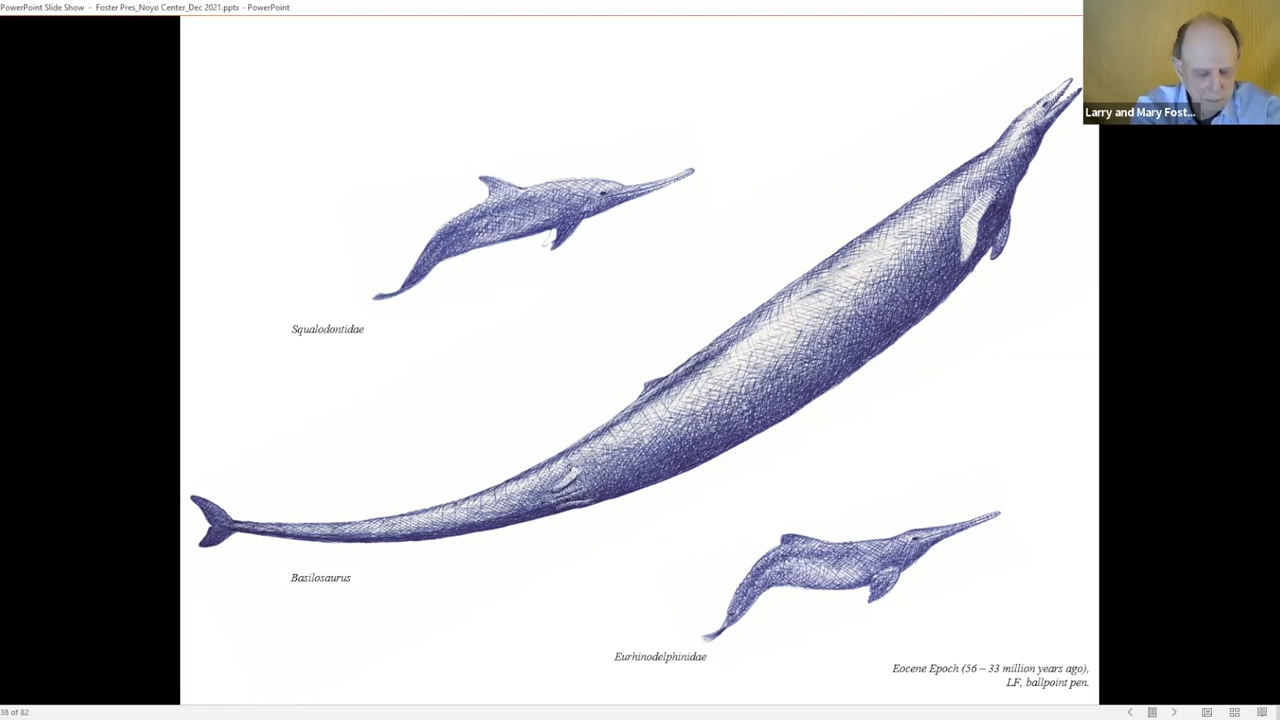 PowerPoint Slide Show - Foster Pres_Noyo Center_Dec 2021.pptx - PowerPoint
Larry and Mary Fost...
Squalodontidae
Basilosaurus
Eurhinodelphinidae
Eocene Epoch (56 – 33 million years ago),
LF, ballpoint pen.
38 of 82